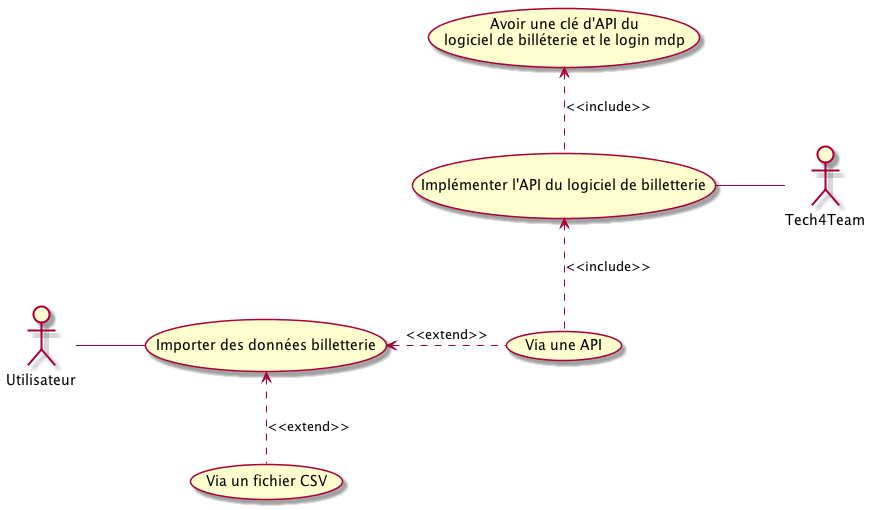 Avoir une clé d'API du
logiciel de billéterie et le login mdp
<<include>>
Implémenter l'API du logiciel de billetterie
Tech4Team
<<include>>
Utilisateur
Importer des données billetterie
<<extend>>
Via une API
<<extend>>
Via un fichier CSV